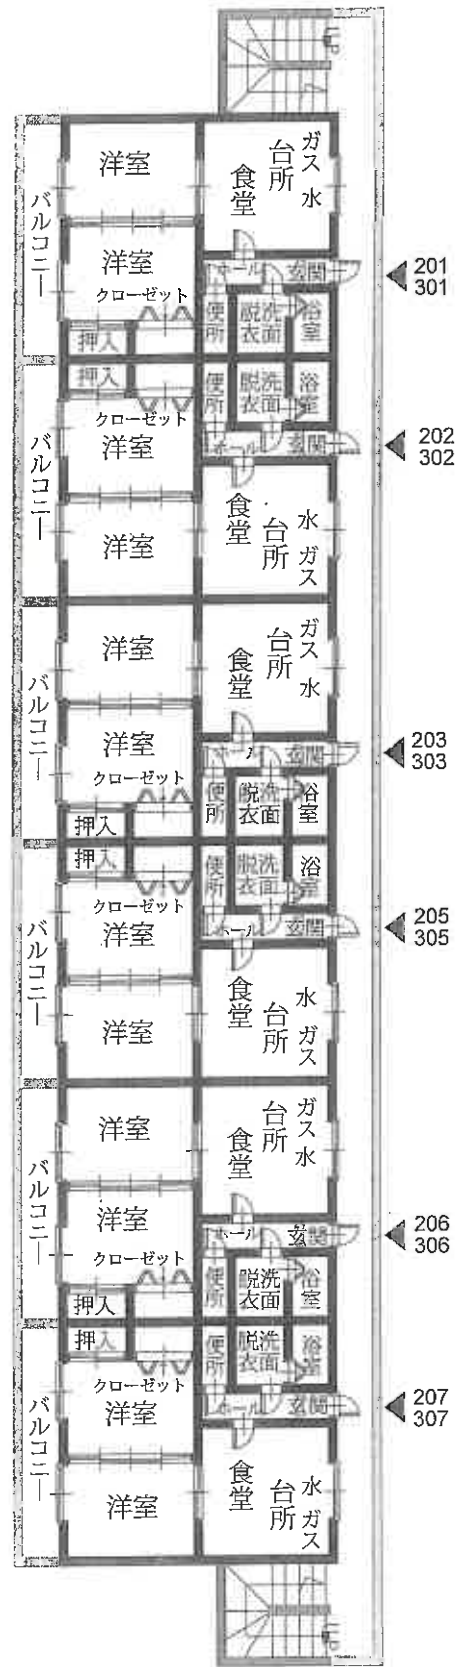 UP
洋室
台所
食堂
ガス
水
バルコニー
洋室
クローゼット
押入
ホール
玄関
便所
脱衣
洗面
浴室
201
301
バルコニー
押入
クローゼット
洋室
洋室
便所
脱衣
洗面
浴室
ホール
玄関
202
302
食堂
台所
水
ガス
バルコニー
洋室
台所
食堂
ガス
水
洋室
クローゼット
押入
ホール
玄関
便所
脱衣
洗面
浴室
203
303
バルコニー
押入
クローゼット
洋室
洋室
便所
脱衣
洗面
浴室
ホール
玄関
205
305
食堂
台所
水
ガス
バルコニー
洋室
台所
食堂
ガス
水
洋室
クローゼット
押入
ホール
玄関
便所
脱衣
洗面
浴室
206
306
バルコニー
押入
クローゼット
洋室
洋室
便所
脱衣
洗面
浴室
ホール
玄関
207
307
食堂
台所
水
ガス